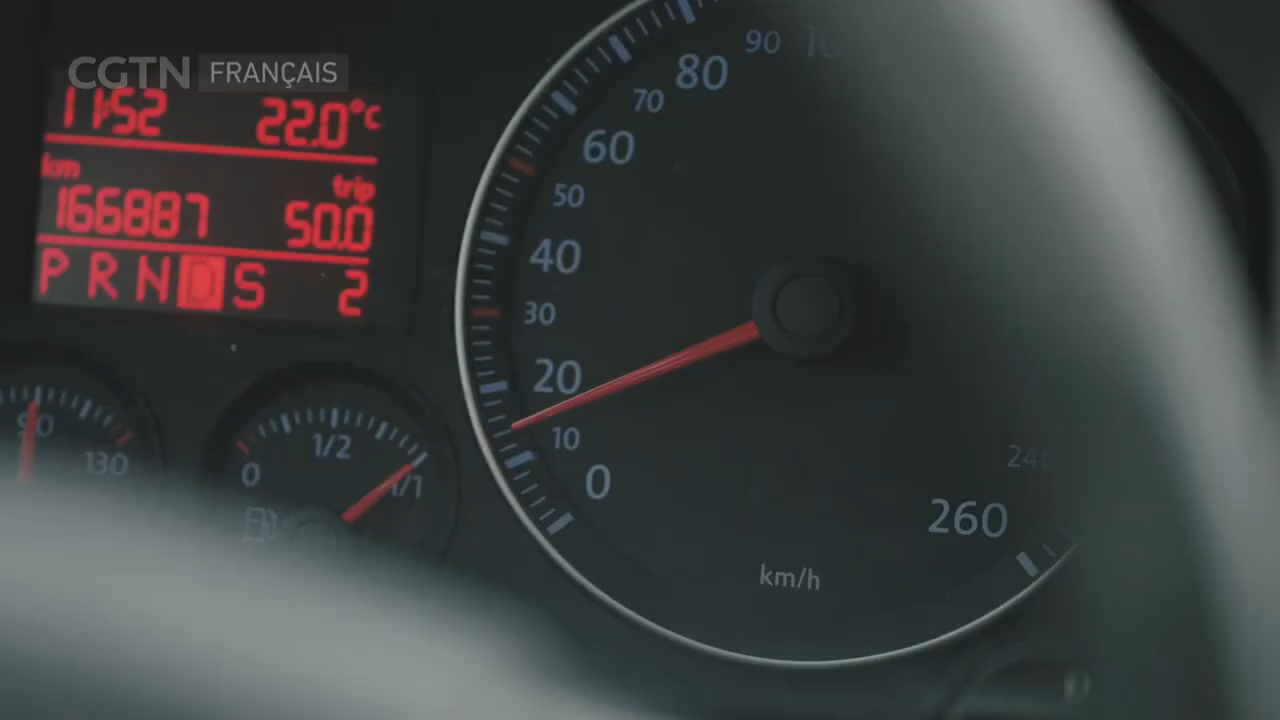 CGTN FRANÇAIS
11:52 22.0°C
km trip
166887 50.0
P R N D S 2
90 130
0 1/2 1/1
0 10 20 30 40 50 60 70 80 90
260
km/h